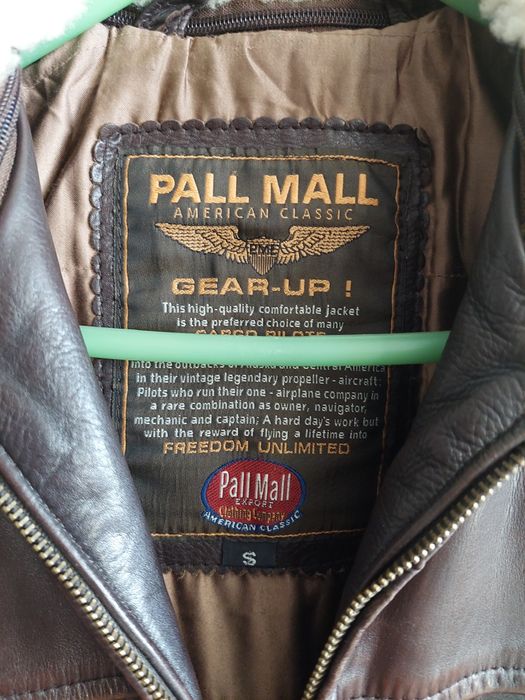 PALL MALL
AMERICAN CLASSIC
PME
GEAR-UP !
This high-quality comfortable jacket
is the preferred choice of many
CARGO PILOTS
into the outbacks of Alaska and Central America
in their vintage legendary propeller - aircraft:
Pilots who run their one - airplane company in
a rare combination as owner, navigator,
mechanic and captain; A hard day's work but
with the reward of flying a lifetime into
FREEDOM UNLIMITED
Pall Mall
EXPORT
Clothing Company
AMERICAN CLASSIC
S